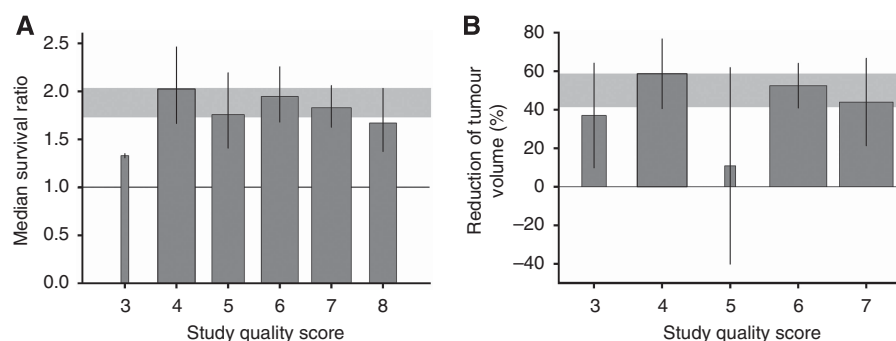 A
Median survival ratio
2.5
2.0
1.5
1.0
0.5
0.0
3 4 5 6 7 8
Study quality score
B
Reduction of tumour
volume (%)
80
60
40
20
0
–20
–40
3 4 5 6 7
Study quality score